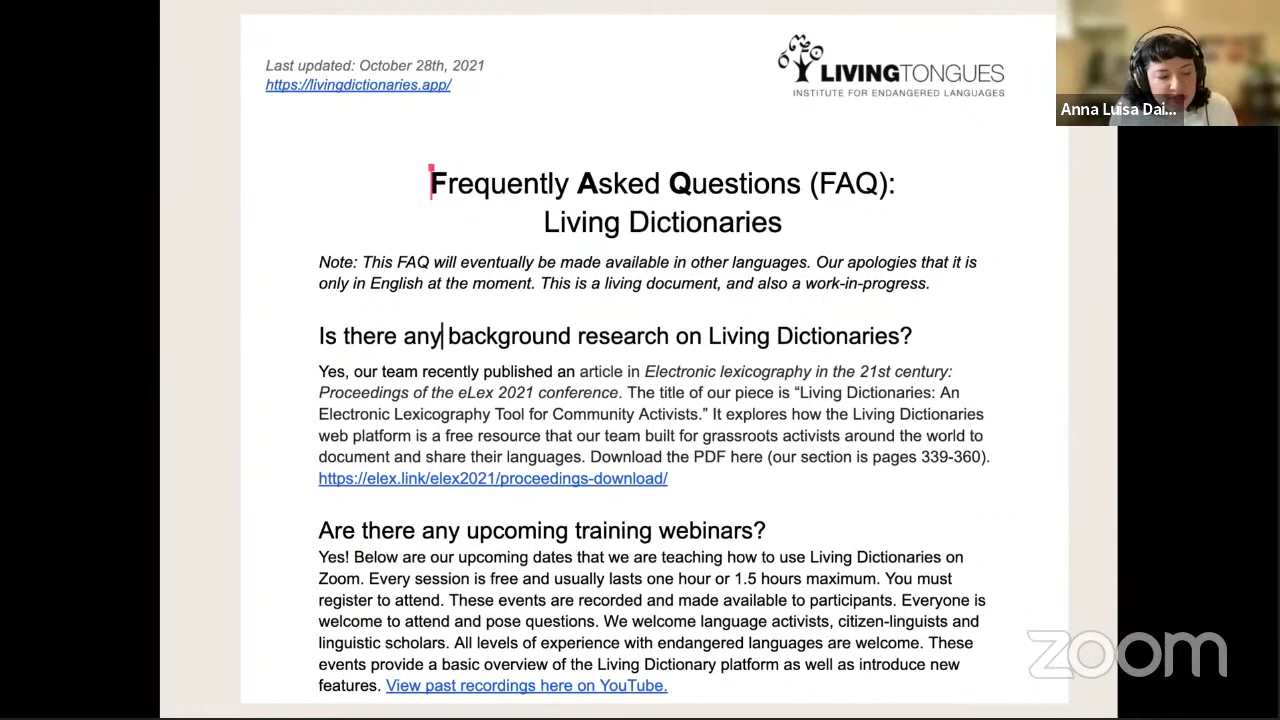 Last updated: October 28th, 2021
https://livingdictionaries.app/
LIVINGTONGUES
INSTITUTE FOR ENDANGERED LANGUAGES
Anna Luisa Dai...
Frequently Asked Questions (FAQ):
Living Dictionaries
Note: This FAQ will eventually be made available in other languages. Our apologies that it is
only in English at the moment. This is a living document, and also a work-in-progress.
Is there any background research on Living Dictionaries?
Yes, our team recently published an article in Electronic lexicography in the 21st century:
Proceedings of the eLex 2021 conference. The title of our piece is “Living Dictionaries: An
Electronic Lexicography Tool for Community Activists.” It explores how the Living Dictionaries
web platform is a free resource that our team built for grassroots activists around the world to
document and share their languages. Download the PDF here (our section is pages 339-360).
https://elex.link/elex2021/proceedings-download/
Are there any upcoming training webinars?
Yes! Below are our upcoming dates that we are teaching how to use Living Dictionaries on
Zoom. Every session is free and usually lasts one hour or 1.5 hours maximum. You must
register to attend. These events are recorded and made available to participants. Everyone is
welcome to attend and pose questions. We welcome language activists, citizen-linguists and
linguistic scholars. All levels of experience with endangered languages are welcome. These
events provide a basic overview of the Living Dictionary platform as well as introduce new
features. View past recordings here on YouTube.
zoom